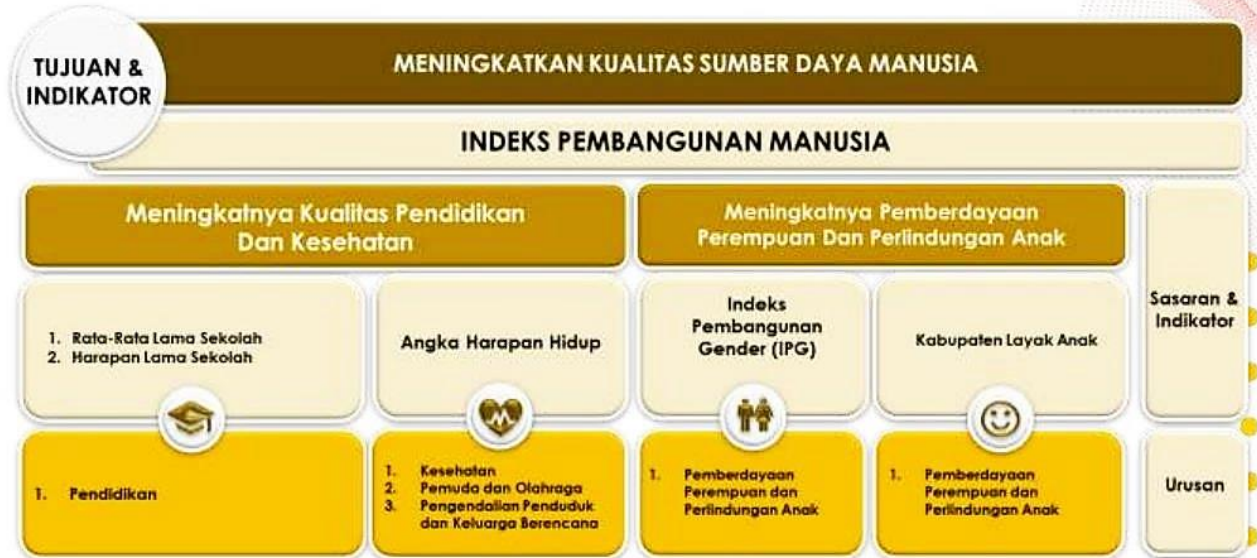 TUJUAN &
INDIKATOR
MENINGKATKAN KUALITAS SUMBER DAYA MANUSIA
INDEKS PEMBANGUNAN MANUSIA
Meningkatnya Kualitas Pendidikan
Dan Kesehatan
Meningkatnya Pemberdayaan
Perempuan Dan Perlindungan Anak
Sasaran &
Indikator
1. Rata-Rata Lama Sekolah
2. Harapan Lama Sekolah
Angka Harapan Hidup
Indeks
Pembangunan
Gender (IPG)
Kabupaten Layak Anak
1. Pendidikan
1. Kesehatan
2. Pemuda dan Olahraga
3. Pengendalian Penduduk
dan Keluarga Berencana
1. Pemberdayaan
Perempuan dan
Perlindungan Anak
1. Pemberdayaan
Perempuan dan
Perlindungan Anak
Urusan